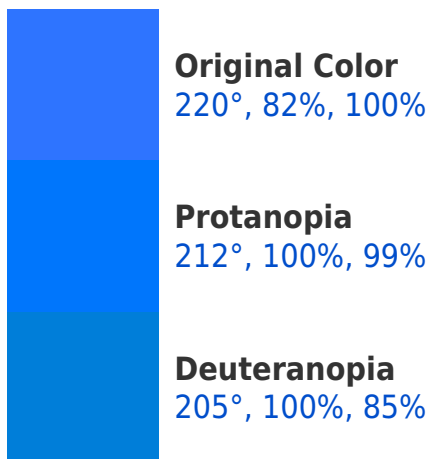 Original Color
220°, 82%, 100%
Protanopia
212°, 100%, 99%
Deuteranopia
205°, 100%, 85%